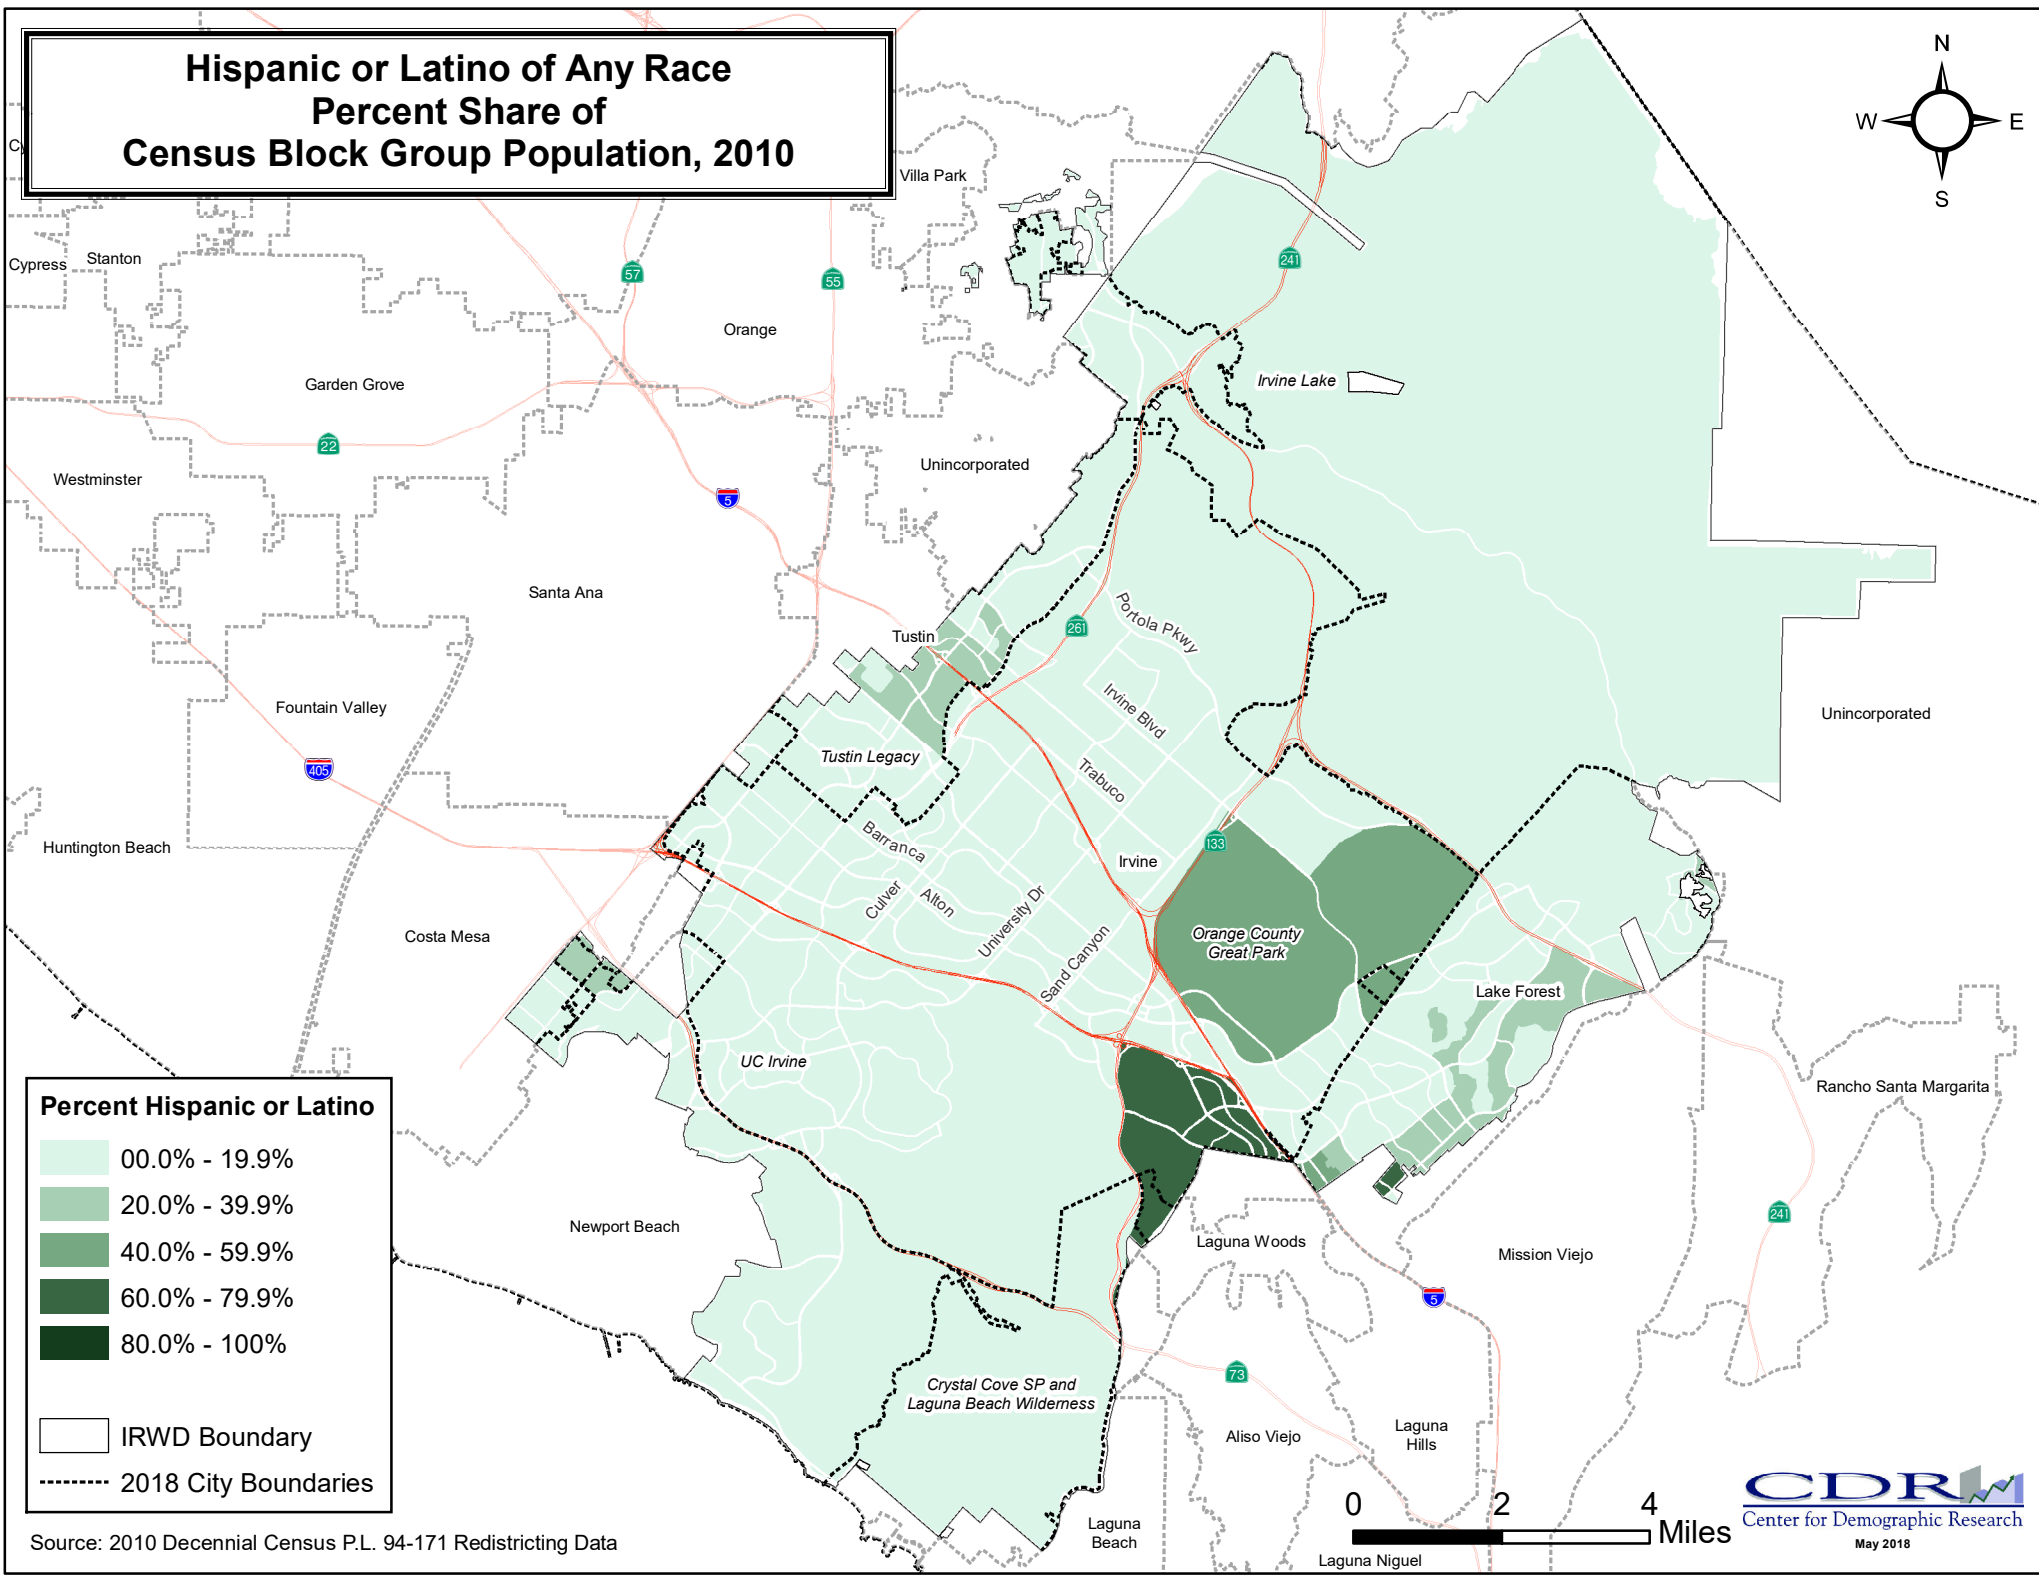 Hispanic or Latino of Any Race
Percent Share of
Census Block Group Population, 2010
N
W
E
S
Villa Park
Cy
Cypress
Stanton
57
55
241
Orange
Garden Grove
Irvine Lake
22
Westminster
Unincorporated
5
Santa Ana
Tustin
261
Portola Pkwy
Fountain Valley
Irvine Blvd
Unincorporated
405
Tustin Legacy
Trabuco
Huntington Beach
Barranca
133
Irvine
Culver
Alton
University Dr
Costa Mesa
Sand Canyon
Orange County
Great Park
Lake Forest
UC Irvine
Rancho Santa Margarita
Percent Hispanic or Latino
00.0% - 19.9%
20.0% - 39.9%
40.0% - 59.9%
60.0% - 79.9%
80.0% - 100%
IRWD Boundary
2018 City Boundaries
Newport Beach
Laguna Woods
Mission Viejo
241
5
73
Crystal Cove SP and
Laguna Beach Wilderness
Aliso Viejo
Laguna
Hills
Laguna
Beach
0 2 4
Miles
Laguna Niguel
CDR
Center for Demographic Research
May 2018
Source: 2010 Decennial Census P.L. 94-171 Redistricting Data